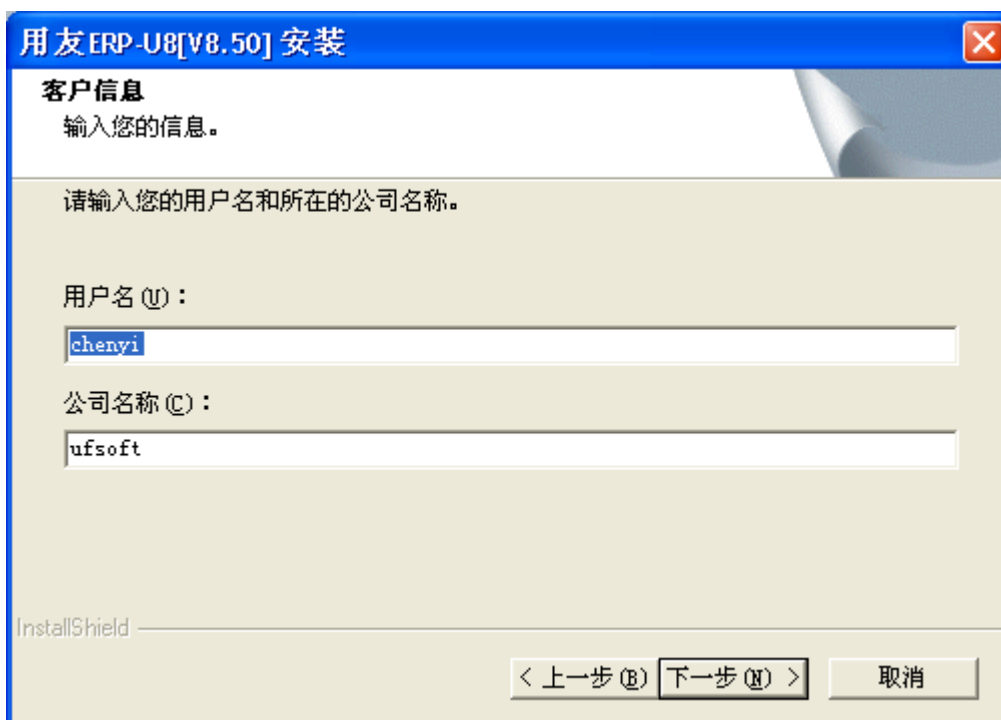 用友ERP-U8[V8.50] 安装
客户信息
输入您的信息。
请输入您的用户名和所在的公司名称。
用户名(U)：
chenyi
公司名称(C)：
ufsoft
InstallShield
< 上一步(B) 下一步(N) > 取消